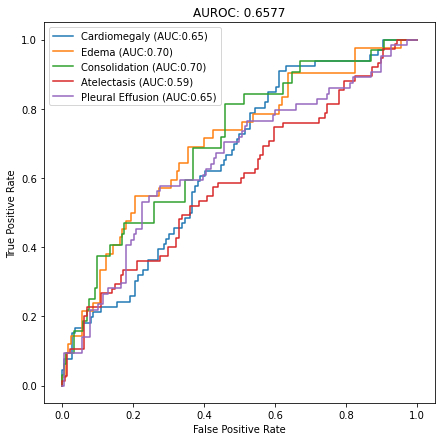 AUROC: 0.6577
Cardiomegaly (AUC:0.65)
Edema (AUC:0.70)
Consolidation (AUC:0.70)
Atelectasis (AUC:0.59)
Pleural Effusion (AUC:0.65)
1.0
0.8
0.6
0.4
0.2
0.0
True Positive Rate
0.0 0.2 0.4 0.6 0.8 1.0
False Positive Rate